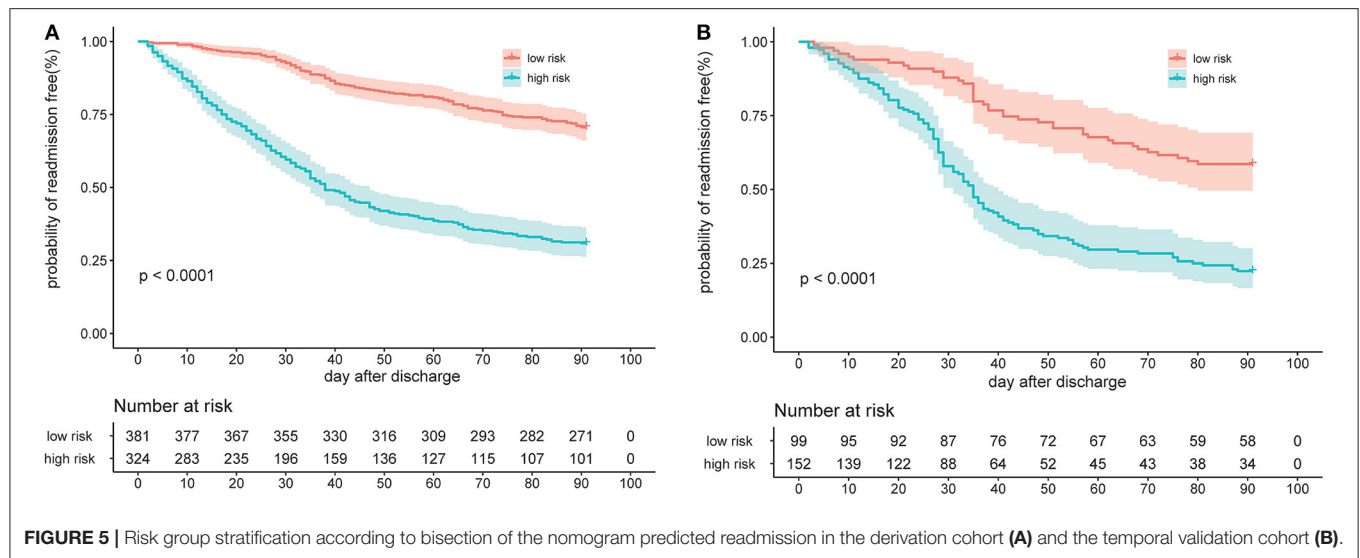 A
1.00
0.75
0.50
0.25
0.00
probability of readmission free(%)
low risk
high risk
p < 0.0001
0 10 20 30 40 50 60 70 80 90 100
day after discharge
Number at risk
low risk 381 377 367 355 330 316 309 293 282 271 0
high risk 324 283 235 196 159 136 127 115 107 101 0
0 10 20 30 40 50 60 70 80 90 100
B
1.00
0.75
0.50
0.25
0.00
probability of readmission free(%)
low risk
high risk
p < 0.0001
0 10 20 30 40 50 60 70 80 90 100
day after discharge
Number at risk
low risk 99 95 92 87 76 72 67 63 59 58 0
high risk 152 139 122 88 64 52 45 43 38 34 0
0 10 20 30 40 50 60 70 80 90 100
FIGURE 5 | Risk group stratification according to bisection of the nomogram predicted readmission in the derivation cohort (A) and the temporal validation cohort (B).